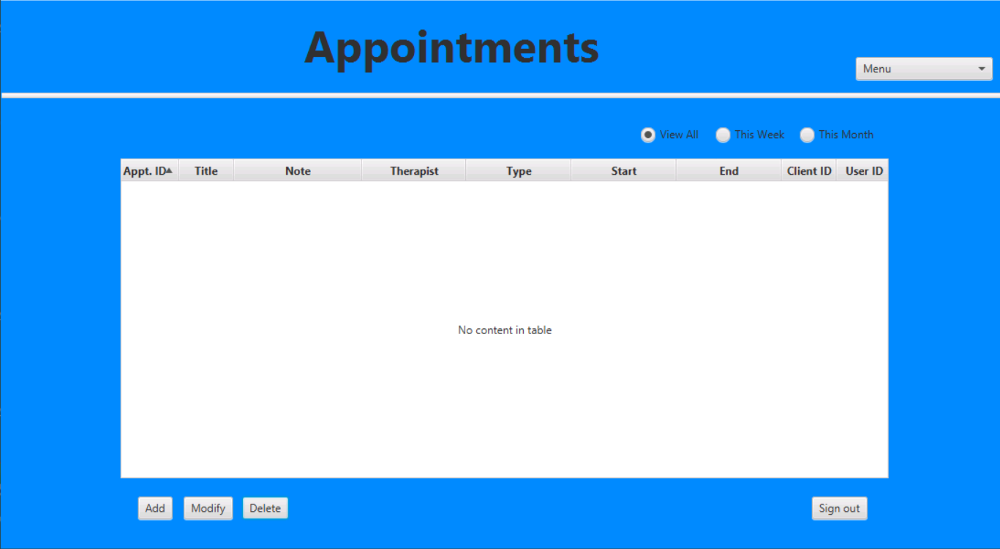 Appointments
Menu
View All This Week This Month
Appt. ID Title Note Therapist Type Start End Client ID User ID
No content in table
Add Modify Delete Sign out